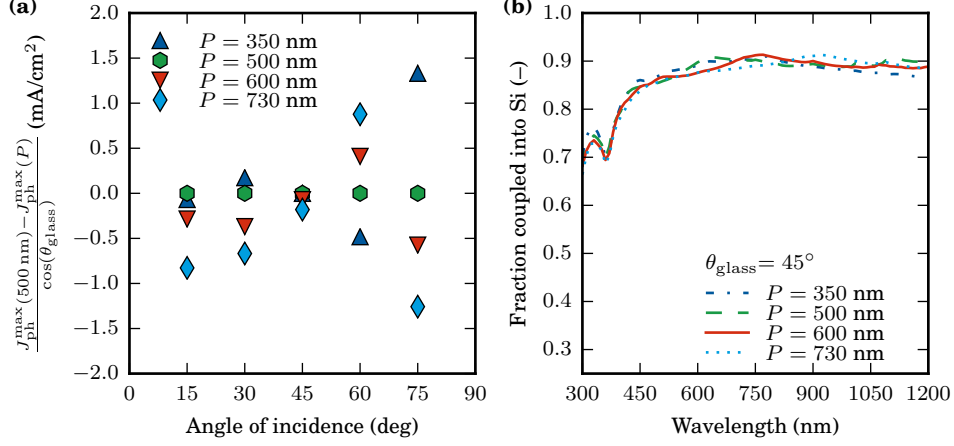 (a)
J_ph^max(500 nm)−J_ph^max(P)
cos(θ_glass)
(mA/cm²)
2.0
1.5
1.0
0.5
0.0
−0.5
−1.0
−1.5
−2.0
P = 350 nm
P = 500 nm
P = 600 nm
P = 730 nm
0 15 30 45 60 75 90
Angle of incidence (deg)
(b)
Fraction coupled into Si (–)
1.0
0.9
0.8
0.7
0.6
0.5
0.4
0.3
θ_glass= 45°
P = 350 nm
P = 500 nm
P = 600 nm
P = 730 nm
300 450 600 750 900 1050 1200
Wavelength (nm)